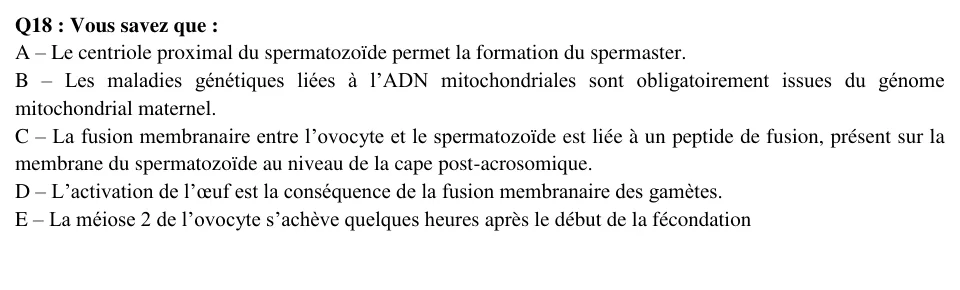 Q18 : Vous savez que :
A – Le centriole proximal du spermatozoïde permet la formation du spermaster.
B – Les maladies génétiques liées à l’ADN mitochondriales sont obligatoirement issues du génome
mitochondrial maternel.
C – La fusion membranaire entre l’ovocyte et le spermatozoïde est liée à un peptide de fusion, présent sur la
membrane du spermatozoïde au niveau de la cape post-acrosomique.
D – L’activation de l’œuf est la conséquence de la fusion membranaire des gamètes.
E – La méiose 2 de l’ovocyte s’achève quelques heures après le début de la fécondation